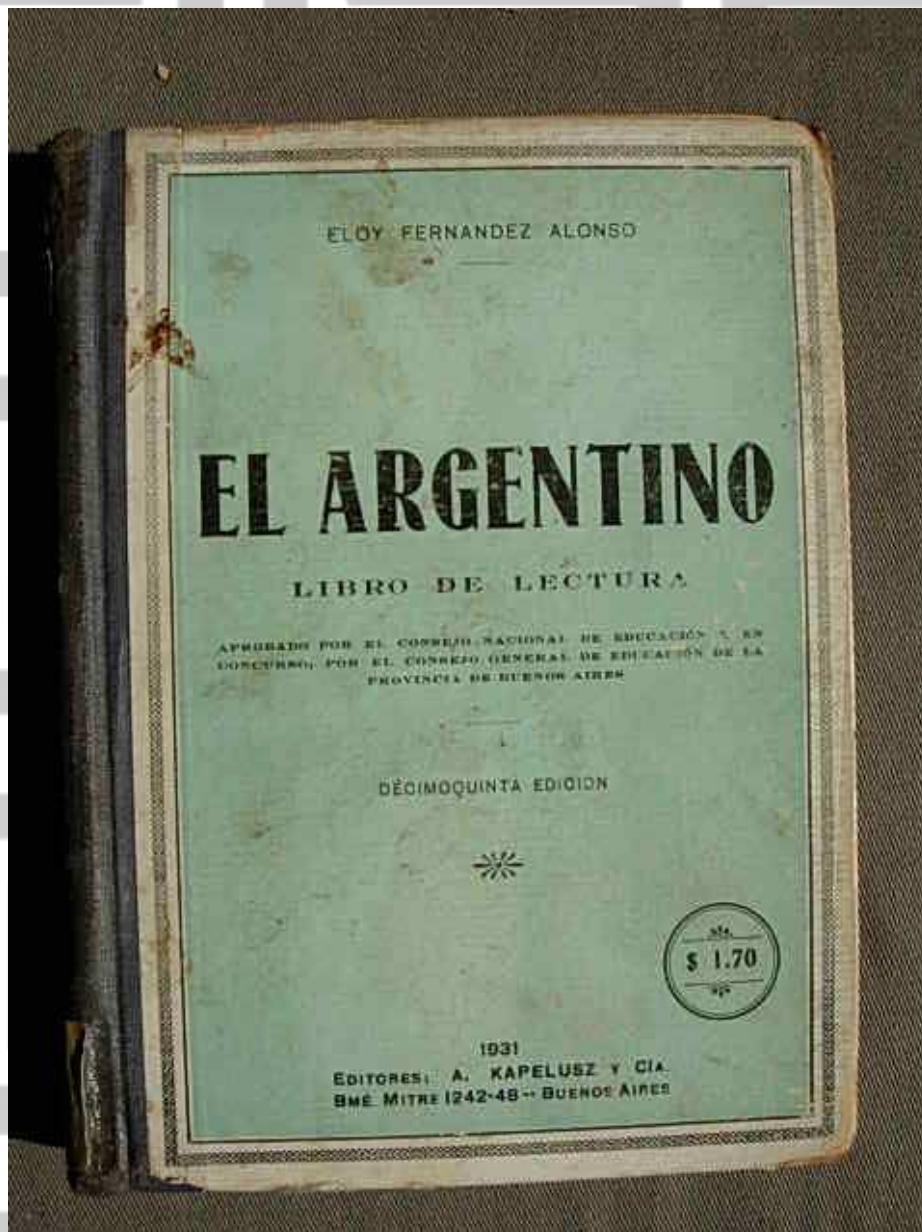 ELOY FERNANDEZ ALONSO
EL ARGENTINO
LIBRO DE LECTURA
APROBADO POR EL CONSEJO NACIONAL DE EDUCACIÓN Y, EN
CONCURSO, POR EL CONSEJO GENERAL DE EDUCACIÓN DE LA
PROVINCIA DE BUENOS AIRES
DÉCIMOQUINTA EDICION
$ 1.70
1931
EDITORES: A. KAPELUSZ Y CÍA.
BMÉ. MITRE 1242-48 - BUENOS AIRES